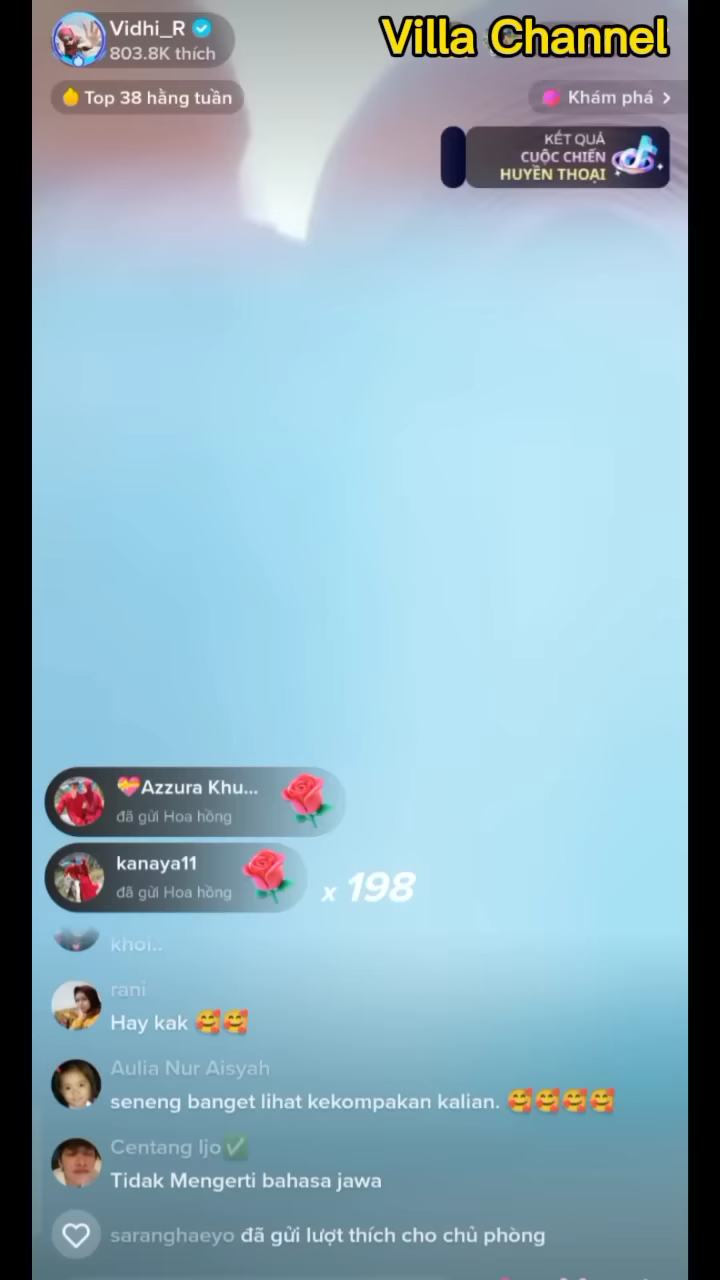 Vidhi_R
803.8K thích
Villa Channel
Top 38 hằng tuần
Khám phá
KẾT QUẢ
CUỘC CHIẾN
HUYỀN THOẠI
Azzura Khu...
đã gửi Hoa hồng
kanaya11
đã gửi Hoa hồng
x 198
khoi..
rani
Hay kak
Aulia Nur Aisyah
seneng banget lihat kekompakan kalian.
Centang Ijo
Tidak Mengerti bahasa jawa
saranghaeyo đã gửi lượt thích cho chủ phòng